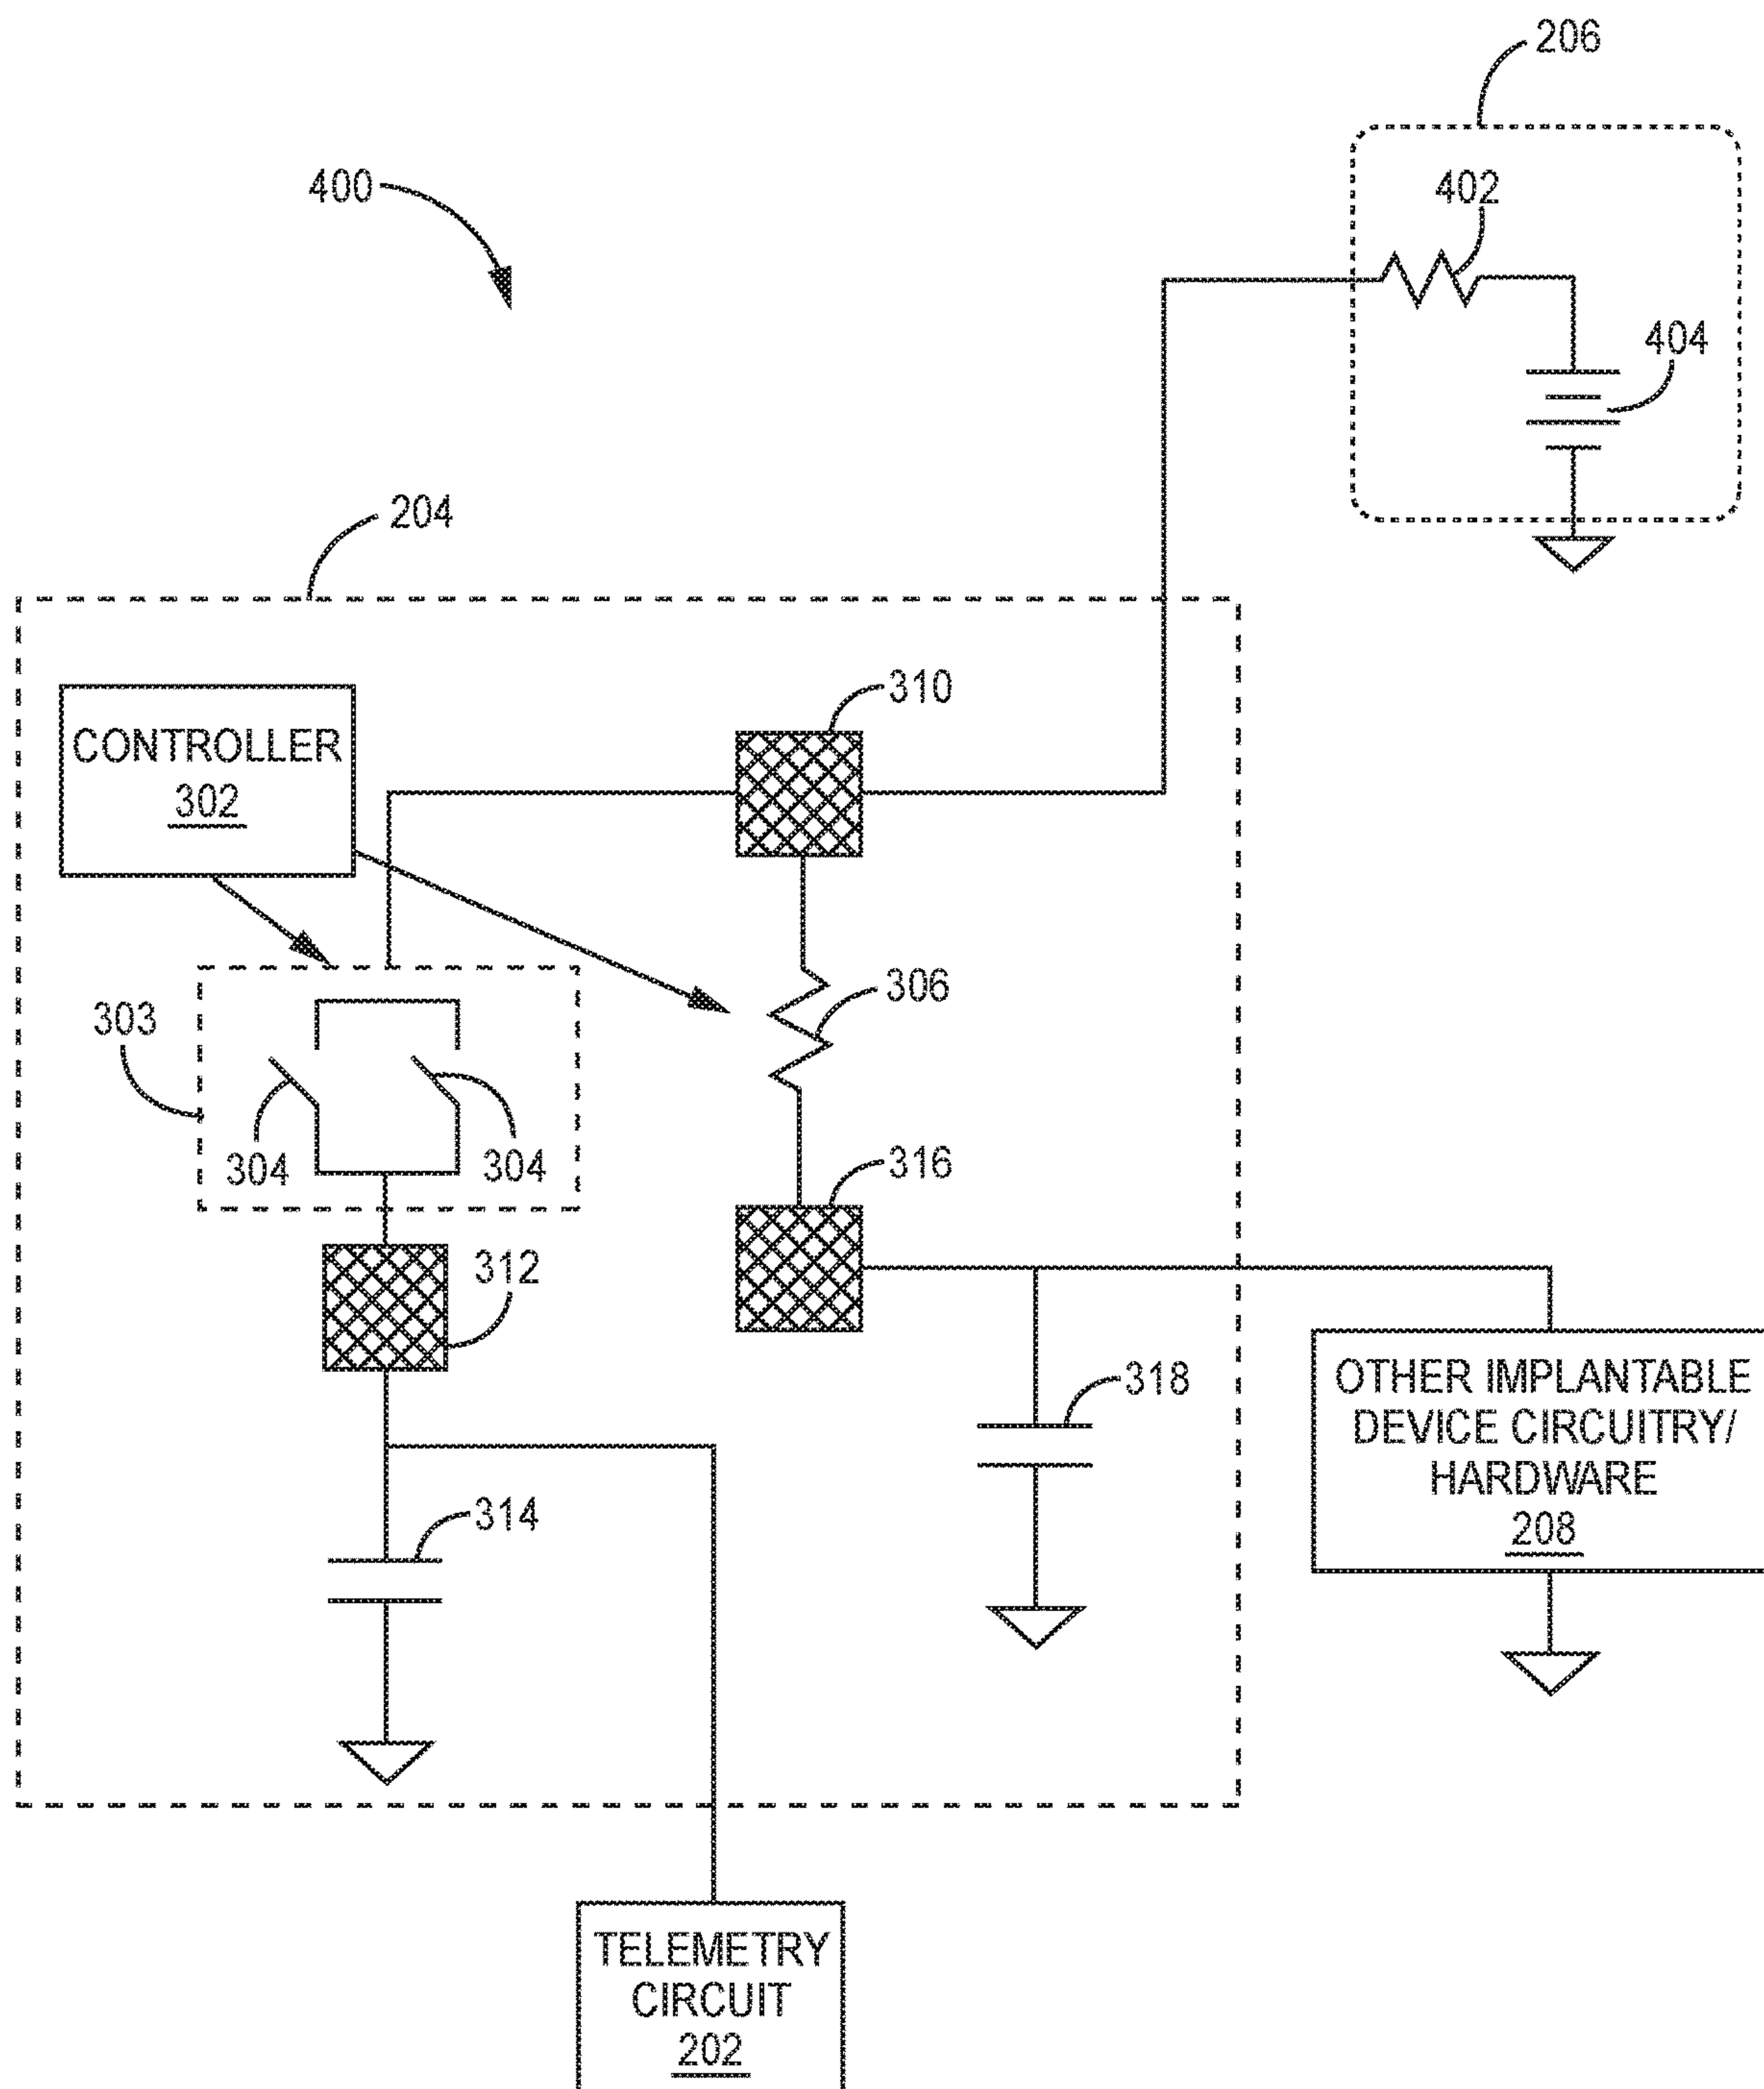 206
400
402
404
204
310
CONTROLLER
302
306
303
304
304
316
312
318
OTHER IMPLANTABLE
DEVICE CIRCUITRY/
HARDWARE
208
314
TELEMETRY
CIRCUIT
202